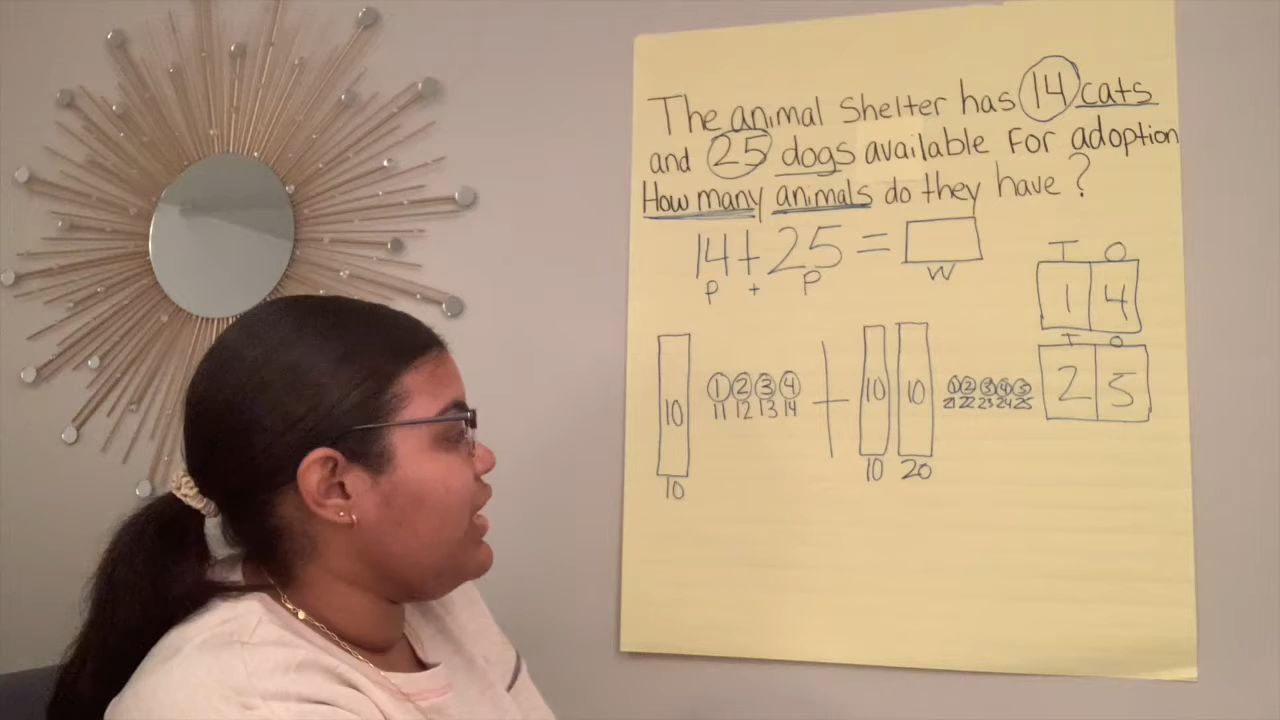 The animal shelter has 14 cats
and 25 dogs available for adoption
How many animals do they have?
14 + 25 =
P + P W
T O
1 4
T O
2 5
10 1 2 3 4 + 10 10 1 2 3 4 5
11 12 13 14 21 22 23 24 25
10 10 20